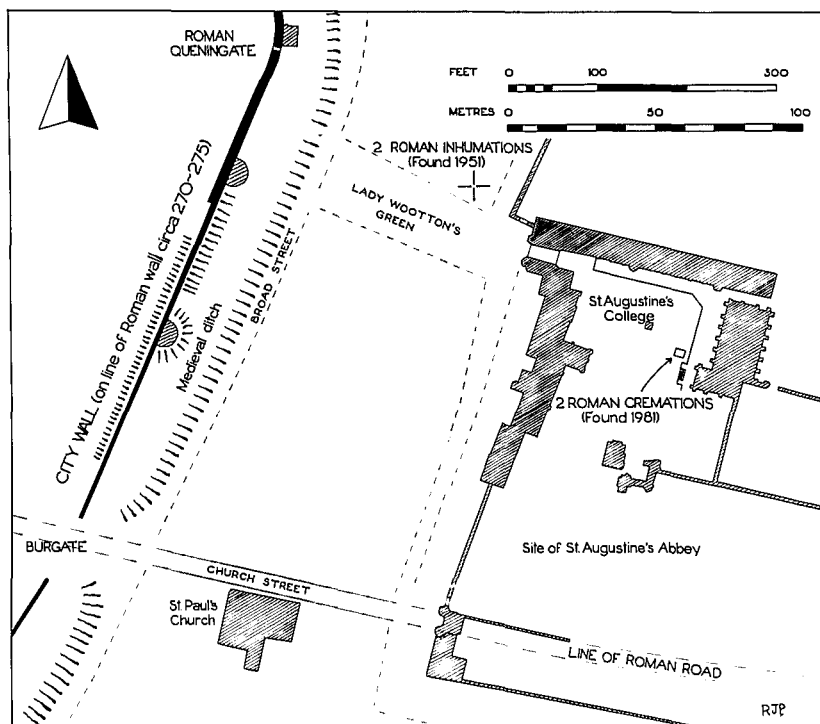 ROMAN
QUENINGATE
FEET 0 100 300
METRES 0 50 100
2 ROMAN INHUMATIONS
(Found 1951)
LADY WOOTTON'S
GREEN
CITY WALL (on line of Roman wall circa 270-275)
BROAD STREET
Medieval ditch
St.Augustine's
College
2 ROMAN CREMATIONS
(Found 1981)
BURGATE
CHURCH STREET
St.Paul's
Church
Site of St.Augustine's Abbey
LINE OF ROMAN ROAD
RJP